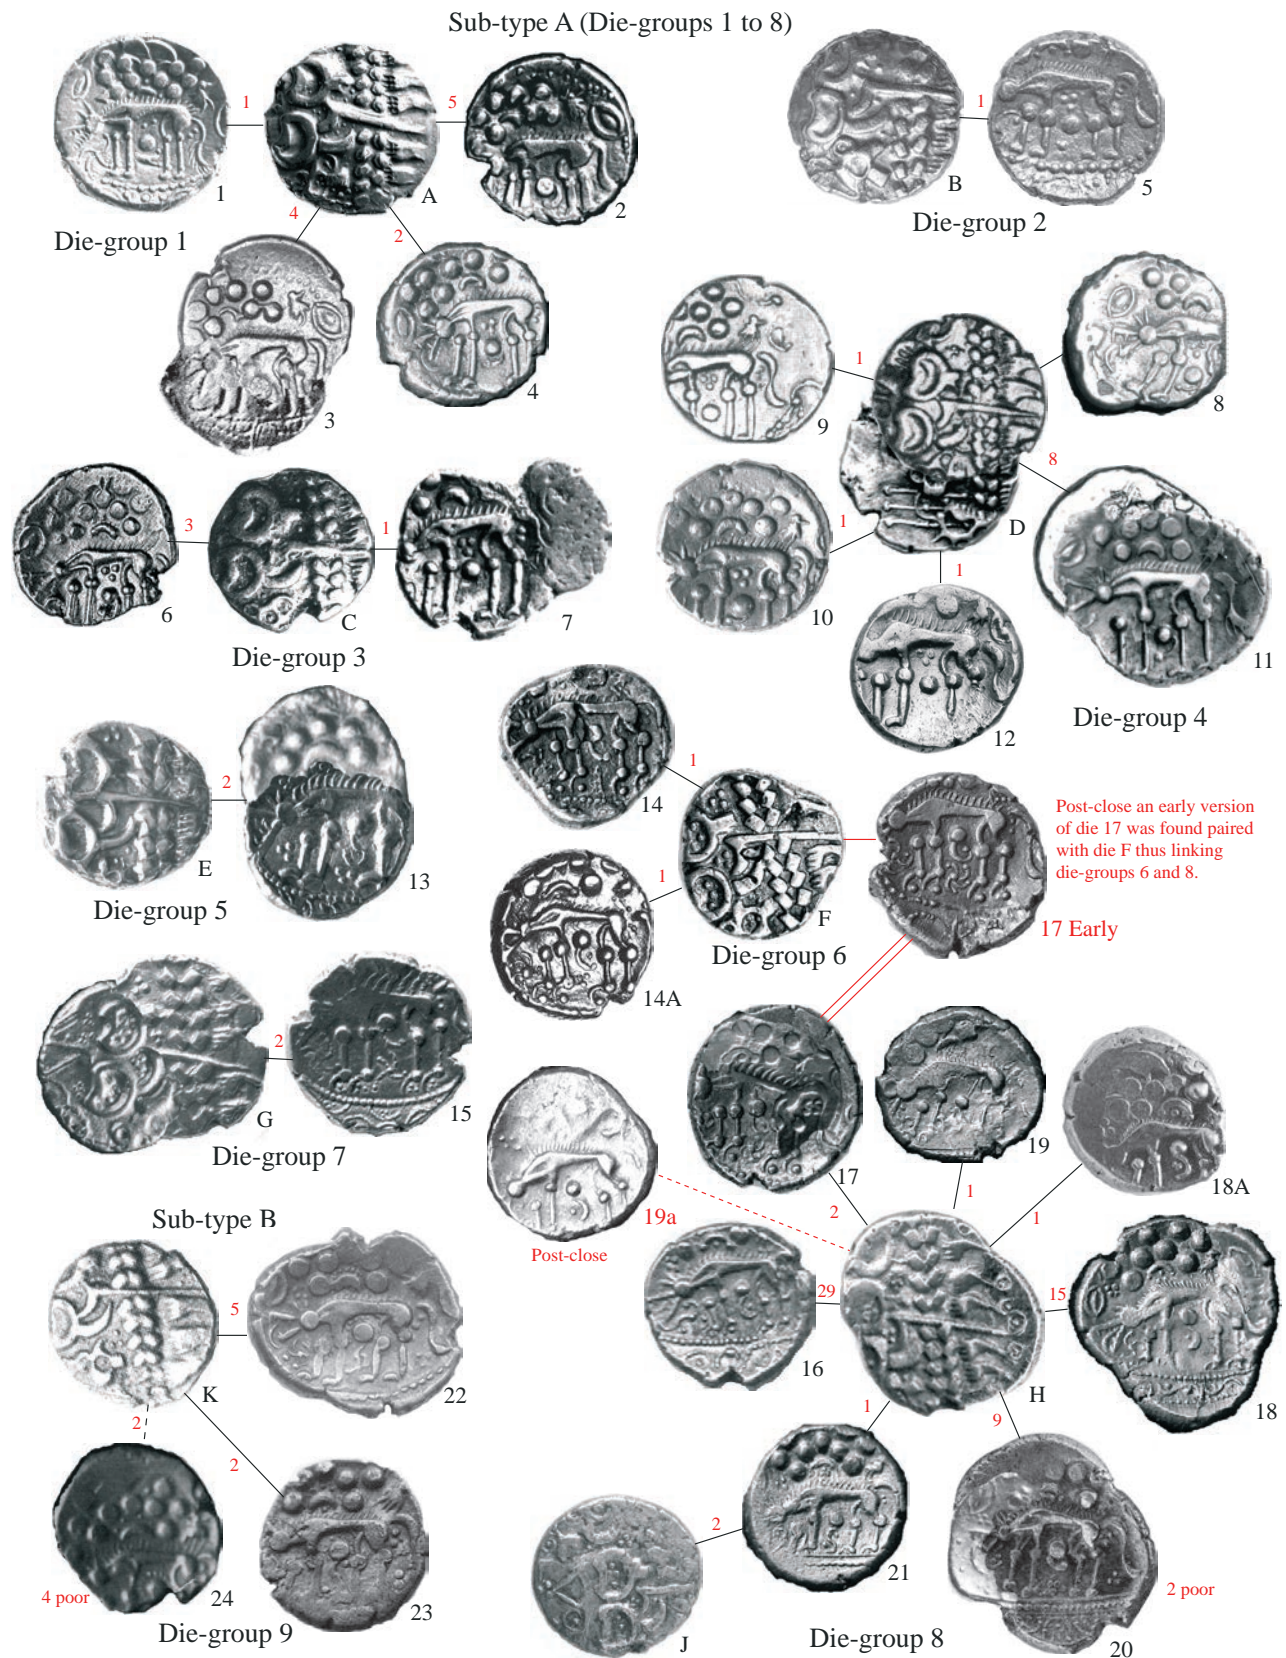 Sub-type A (Die-groups 1 to 8)
1
5
1
1
A
2
B
5
4
2
Die-group 1
Die-group 2
3
4
1
9
8
8
3
1
1
D
6
C
7
10
1
11
Die-group 3
12
Die-group 4
2
1
14
E
13
1
F
Die-group 5
14A
Die-group 6
Post-close an early version
of die 17 was found paired
with die F thus linking
die-groups 6 and 8.
17 Early
2
G
15
Die-group 7
17
19
18A
2
1
1
19a
Post-close
Sub-type B
5
29
15
K
22
16
H
18
2
2
1
9
4 poor
24
23
Die-group 9
2
21
J
Die-group 8
20
2 poor